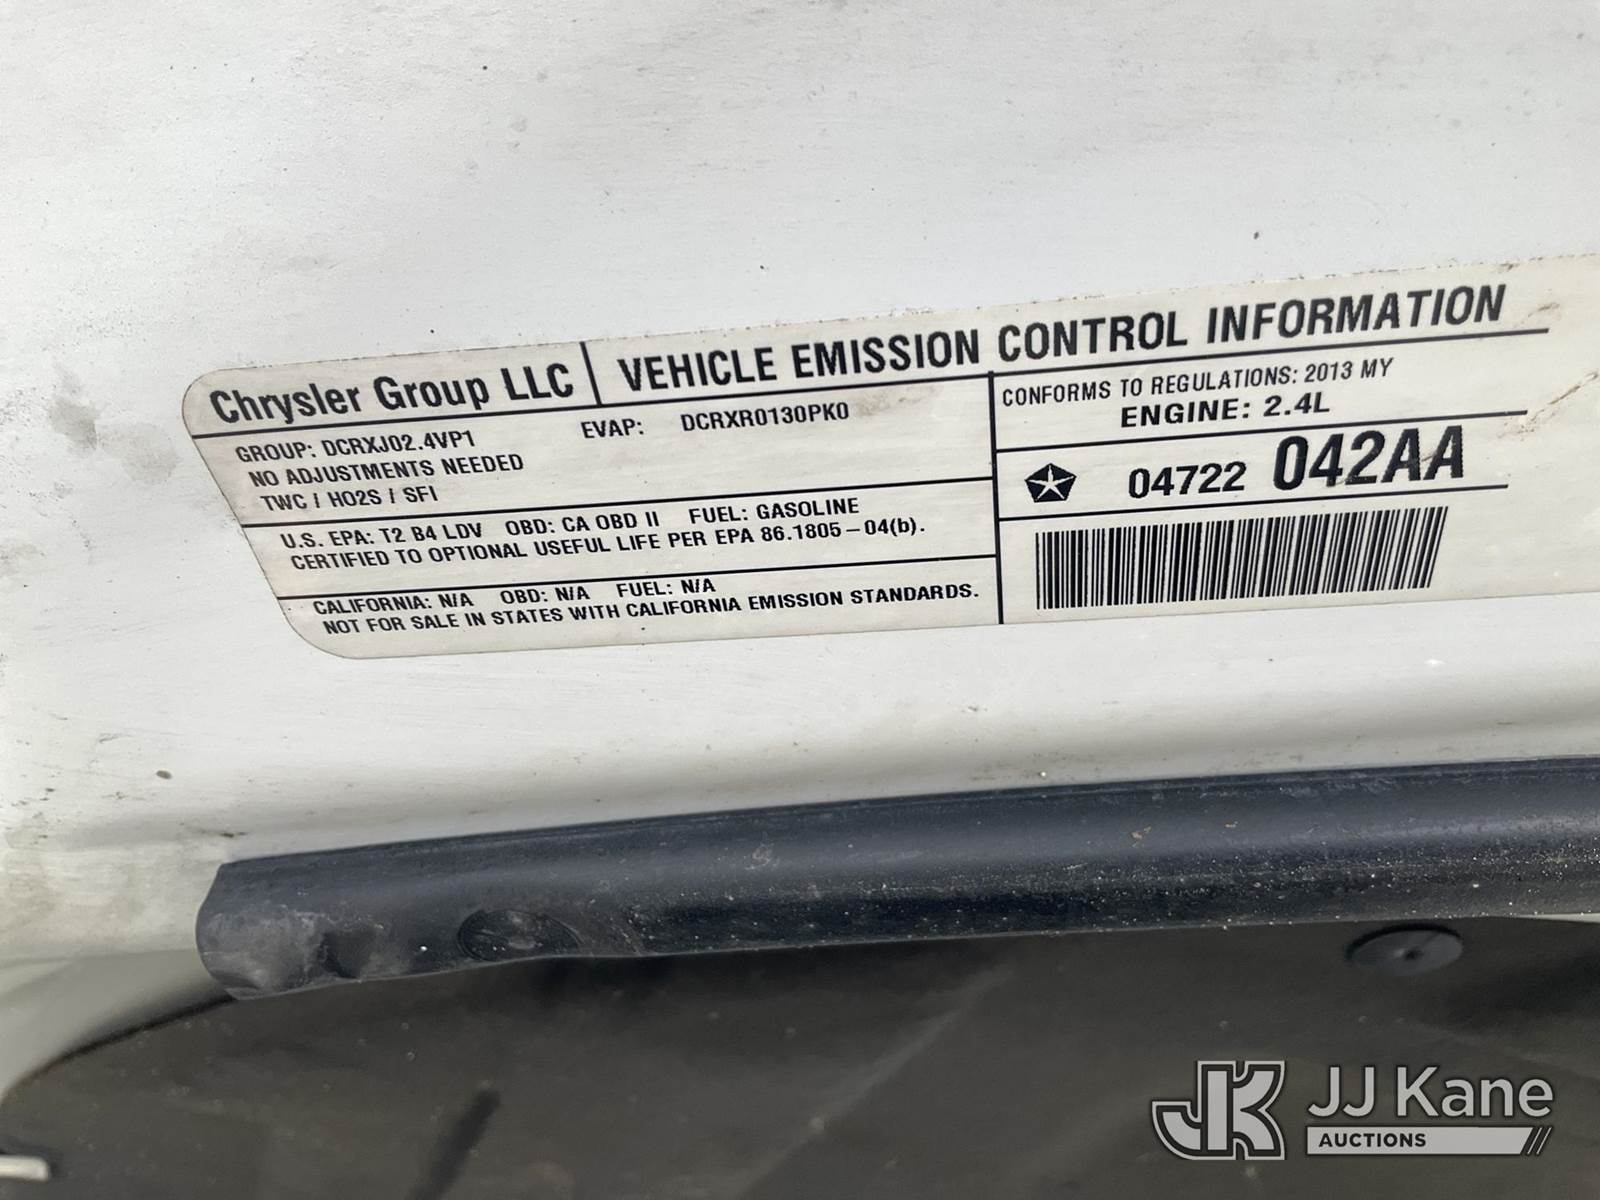 Chrysler Group LLC
VEHICLE EMISSION CONTROL INFORMATION
GROUP: DCRXJ02.4VP1
EVAP: DCRXR0130PK0
NO ADJUSTMENTS NEEDED
TWC / HO2S / SFI
U.S. EPA: T2 B4 LDV OBD: CA OBD II FUEL: GASOLINE
CERTIFIED TO OPTIONAL USEFUL LIFE PER EPA 86.1805-04(b).
CALIFORNIA: N/A OBD: N/A FUEL: N/A
NOT FOR SALE IN STATES WITH CALIFORNIA EMISSION STANDARDS.
CONFORMS TO REGULATIONS: 2013 MY
ENGINE: 2.4L
04722 042AA
JK JJ Kane
AUCTIONS